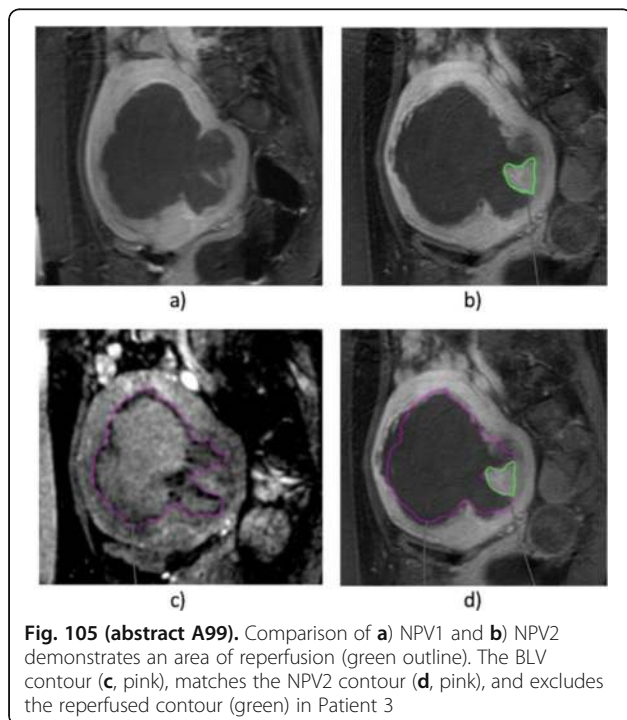 a)
b)
c)
d)
Fig. 105 (abstract A99). Comparison of a) NPV1 and b) NPV2
demonstrates an area of reperfusion (green outline). The BLV
contour (c, pink), matches the NPV2 contour (d, pink), and excludes
the reperfused contour (green) in Patient 3